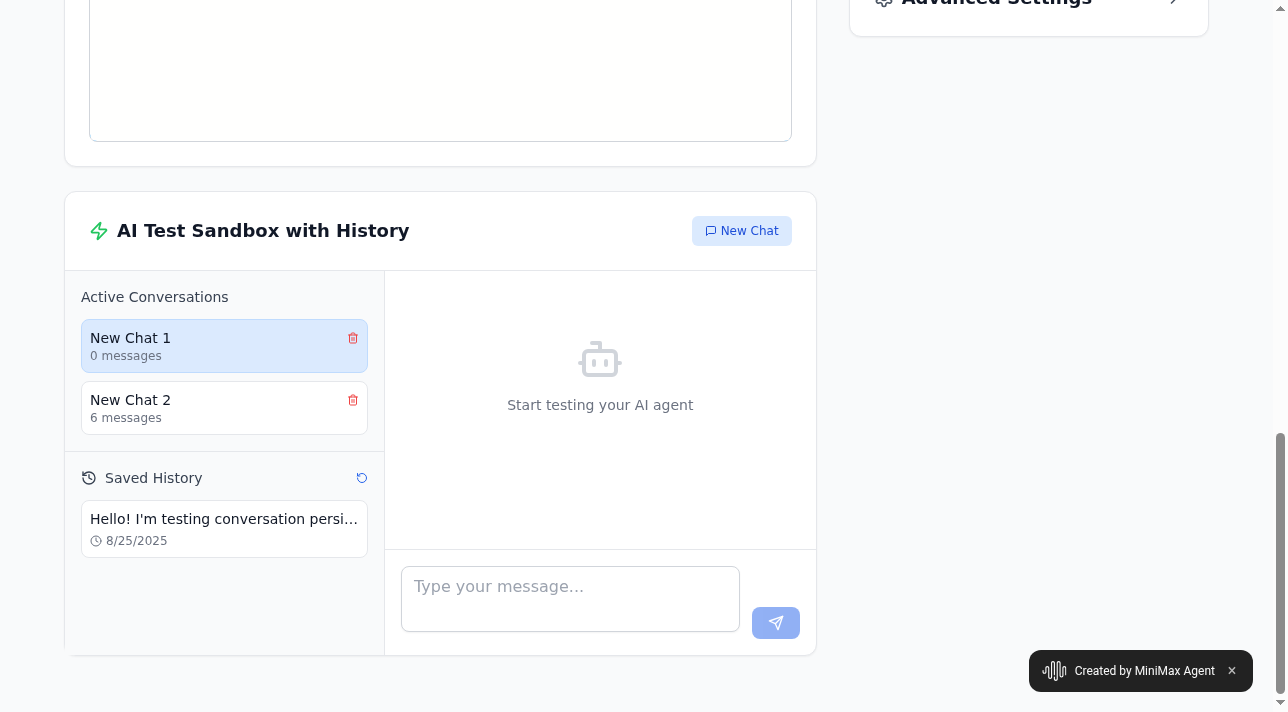 Advanced Settings
AI Test Sandbox with History
New Chat
Active Conversations
New Chat 1
0 messages
New Chat 2
6 messages
Saved History
Hello! I'm testing conversation persi...
8/25/2025
Start testing your AI agent
Type your message...
Created by MiniMax Agent